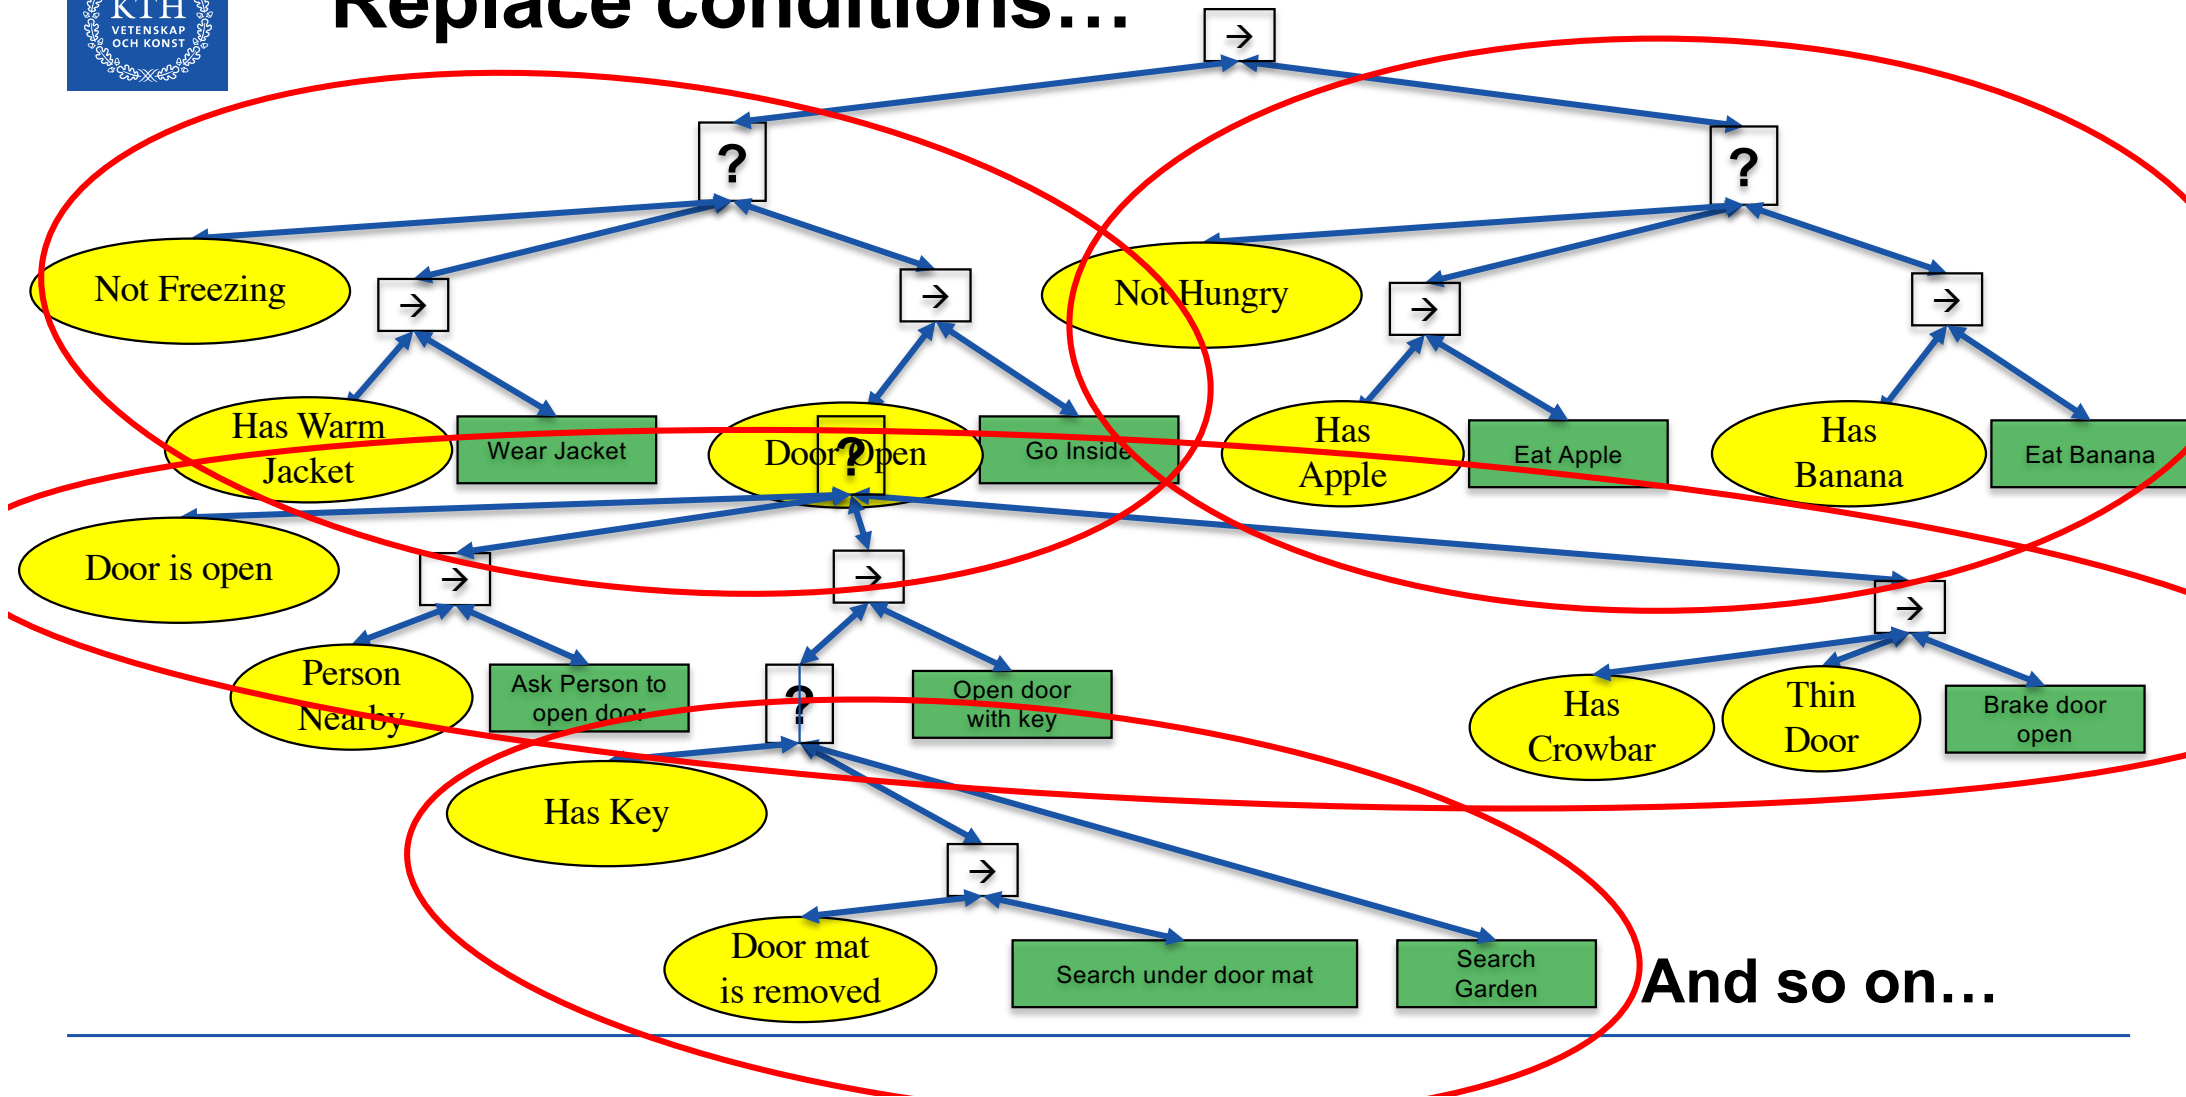 KTH
VETENSKAP
OCH KONST
Replace conditions...
→
?
?
Not Freezing
→
→
Not Hungry
→
→
Has Warm
Jacket
Wear Jacket
Door Open
?
Go Inside
Has
Apple
Eat Apple
Has
Banana
Eat Banana
Door is open
→
→
→
Person
Nearby
Ask Person to
open door
?
Open door
with key
Has
Crowbar
Thin
Door
Brake door
open
Has Key
→
Door mat
is removed
Search under door mat
Search
Garden
And so on...